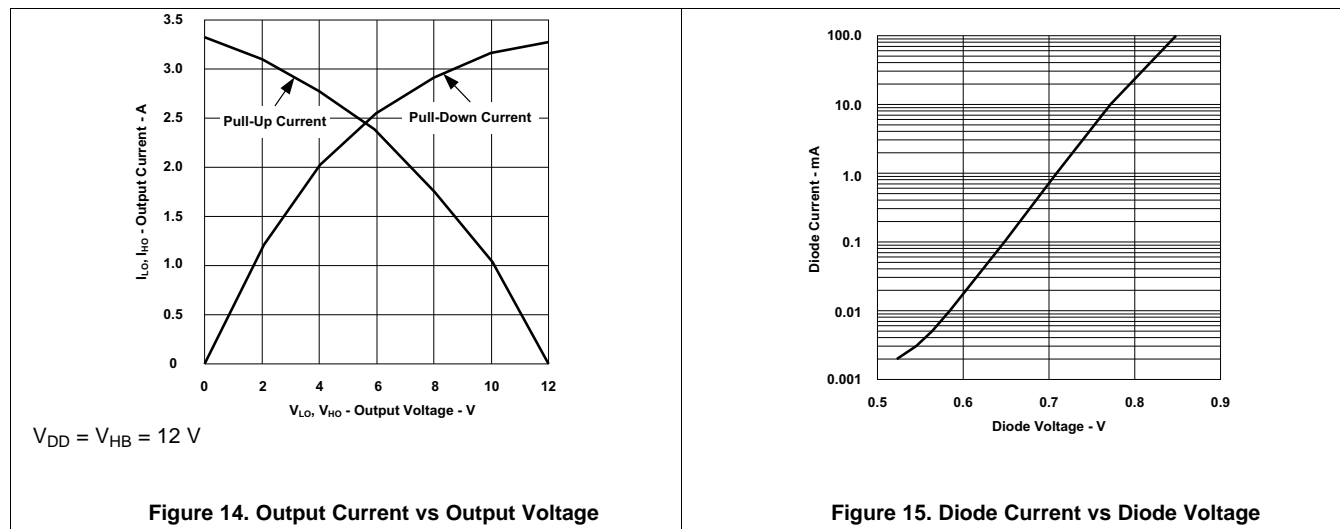 3.5
3.0
2.5
2.0
1.5
1.0
0.5
0
0 2 4 6 8 10 12
I_LO, I_HO - Output Current - A
Pull-Up Current
Pull-Down Current
V_LO, V_HO - Output Voltage - V
V_DD = V_HB = 12 V
Figure 14. Output Current vs Output Voltage
100.0
10.0
1.0
0.1
0.01
0.001
0.5 0.6 0.7 0.8 0.9
Diode Current - mA
Diode Voltage - V
Figure 15. Diode Current vs Diode Voltage